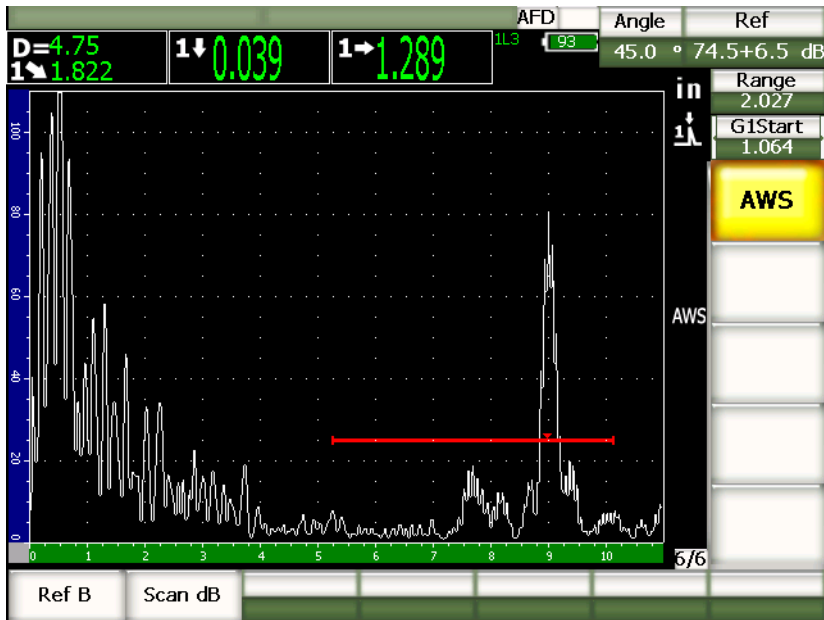 AFD
Angle Ref
D=4.75
1 1.822
1 0.039
1 1.289
1L3
93
45.0 ° 74.5+6.5 dB
in
Range
2.027
1
G1Start
1.064
AWS
AWS
100
80
60
40
20
0
0 1 2 3 4 5 6 7 8 9 10
6/6
Ref B Scan dB